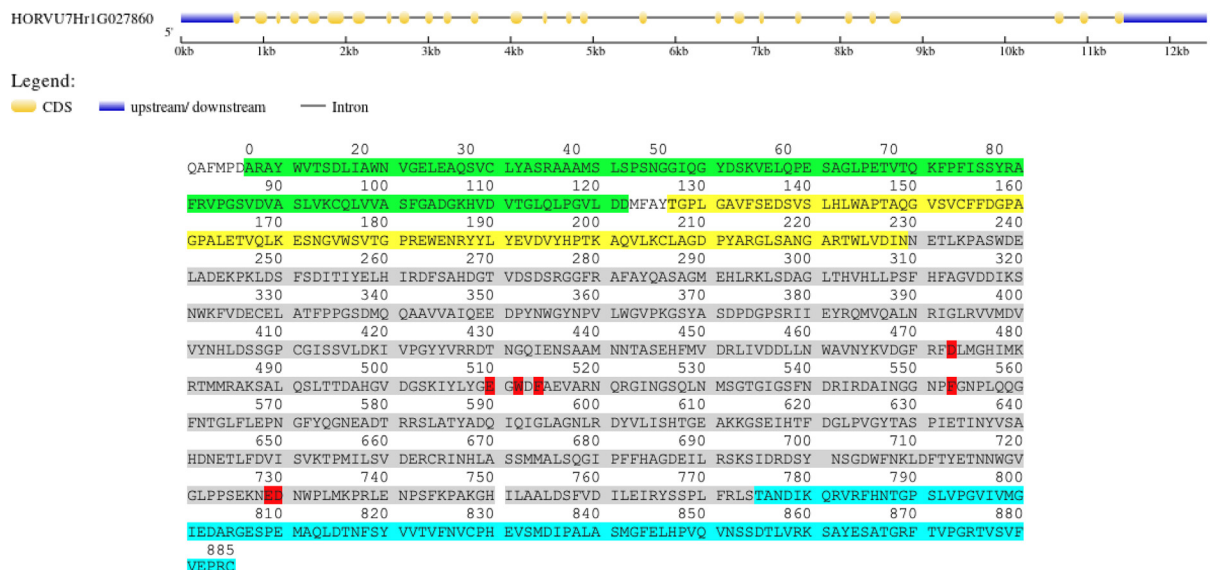 HORVU7Hr1G027860
5'
0kb 1kb 2kb 3kb 4kb 5kb 6kb 7kb 8kb 9kb 10kb 11kb 12kb
Legend:
CDS upstream/ downstream Intron
0 20 30 40 50 60 70 80
QAFMPDARAY WVTSDLIAWN VGELEAQSVC LYASRAAAMS LSPSNGGIQG YDSKVELQPE SAGLPETVTQ KFPFISSYRA
90 100 110 120 130 140 150 160
FRVPGSVDVA SLVKCQLVVA SFGADGKHVD VTGLQLPGVL DDMFAYTGPL GAVFSEDSVS LHLWAPTAQG VSVCFFDGPA
170 180 190 200 210 220 230 240
GPALETVQLK ESNGVWSVTG PREWENRYYL YEVDVYHPTK AQVLKCLAGD PYARGLSANG ARTWLVDINN ETLKPASWDE
250 260 270 280 290 300 310 320
LADEKPKLDS FSDITIYELH IRDFSAHDGT VDSDSRGGFR AFAYQASAGM EHLRKLSDAG LTHVHLLPSF HFAGVDDIKS
330 340 350 360 370 380 390 400
NWKFVDECEL ATFPPGSDMQ QAAVVAIQEE DPYNWGYNPV LWGVPKGSYA SDPDGPSRII EYRQMVQALN RIGLRVVMDV
410 420 430 440 450 460 470 480
VYNHLDSSGP CGISSVLDKI VPGYYVRRDT NGQIENSAAM NNTASEHFMV DRLIVDDLLN WAVNYKVDGF RFDLMGHIMK
490 500 510 520 530 540 550 560
RTMMRAKSAL QSLTTDAHGV DGSKIYLYGE GWDFAEVARN QRGINGSQLN MSGTGIGSFN DRIRDAINGG NPFGNPLQQG
570 580 590 600 610 620 630 640
FNTGLFLEPN GFYQGNEADT RRSLATYADQ IQIGLAGNLR DYVLISHTGE AKKGSEIHTF DGLPVGYTAS PIETINYVSA
650 660 670 680 690 700 710 720
HDNETLFDVI SVKTPMILSV DERCRINHLA SSMMALSQGI PFFHAGDEIL RSKSIDRDSY NSGDWFNKLDFTYETNNWGV
730 740 750 760 770 780 790 800
GLPPSEKNED NWPLMKPRLE NPSFKPAKGH ILAALDSFVD ILEIRYSSPL FRLSTANDIK QRVRFHNTGP SLVPGVIVMG
810 820 830 840 850 860 870 880
IEDARGESPE MAQLDTNFSY VVTVFNVCPH EVSMDIPALA SMGFELHPVQ VNSSDTLVRK SAYESATGRF TVPGRTVSVF
885
VEPRC